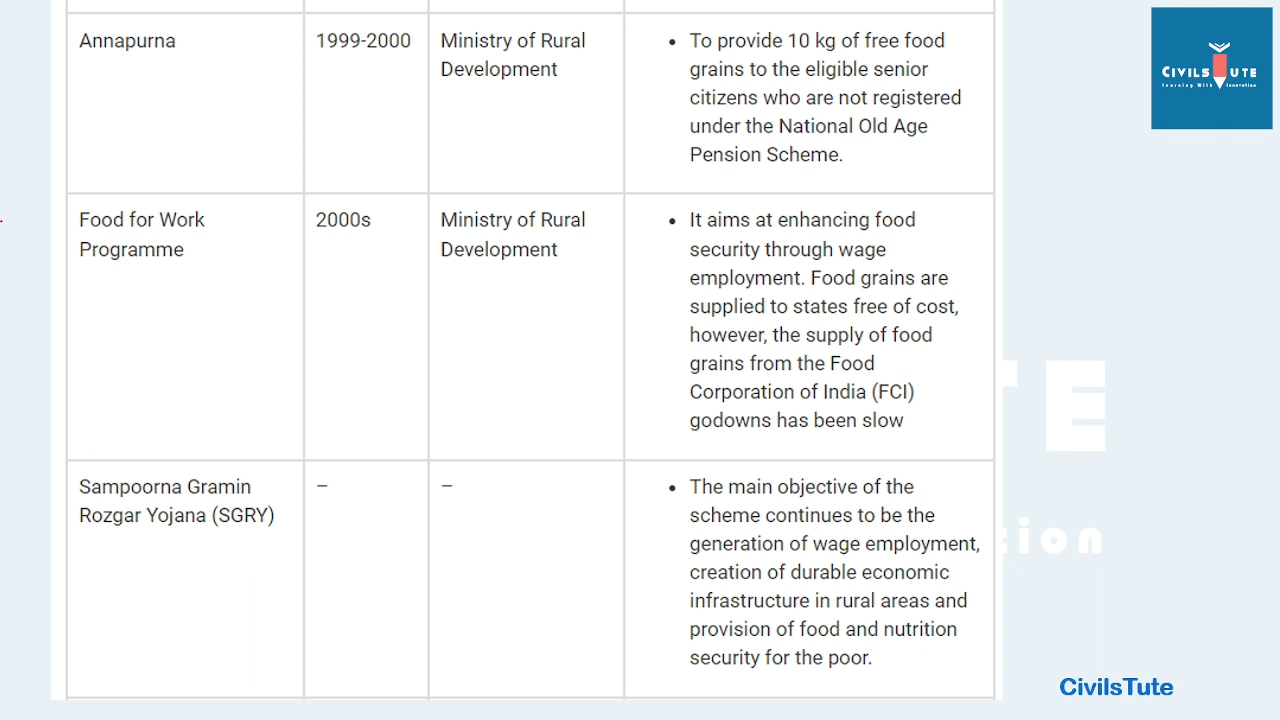 Annapurna
1999-2000
Ministry of Rural
Development
• To provide 10 kg of free food
grains to the eligible senior
citizens who are not registered
under the National Old Age
Pension Scheme.
Food for Work
Programme
2000s
Ministry of Rural
Development
• It aims at enhancing food
security through wage
employment. Food grains are
supplied to states free of cost,
however, the supply of food
grains from the Food
Corporation of India (FCI)
godowns has been slow
Sampoorna Gramin
Rozgar Yojana (SGRY)
–
–
• The main objective of the
scheme continues to be the
generation of wage employment,
creation of durable economic
infrastructure in rural areas and
provision of food and nutrition
security for the poor.
CIVILS TUTE
Learning With Innovation
TE
tion
CivilsTute